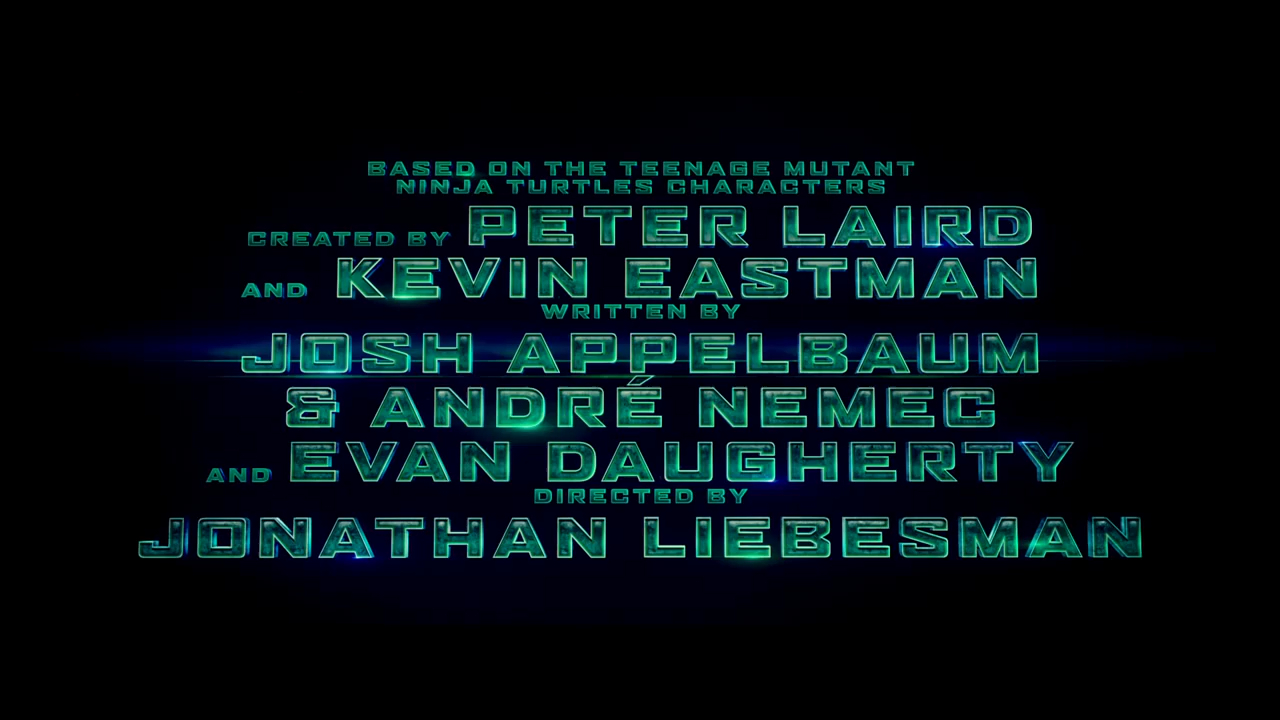 BASED ON THE TEENAGE MUTANT
NINJA TURTLES CHARACTERS
CREATED BY PETER LAIRD
AND KEVIN EASTMAN
WRITTEN BY
JOSH APPELBAUM
& ANDRÉ NEMEC
AND EVAN DAUGHERTY
DIRECTED BY
JONATHAN LIEBESMAN